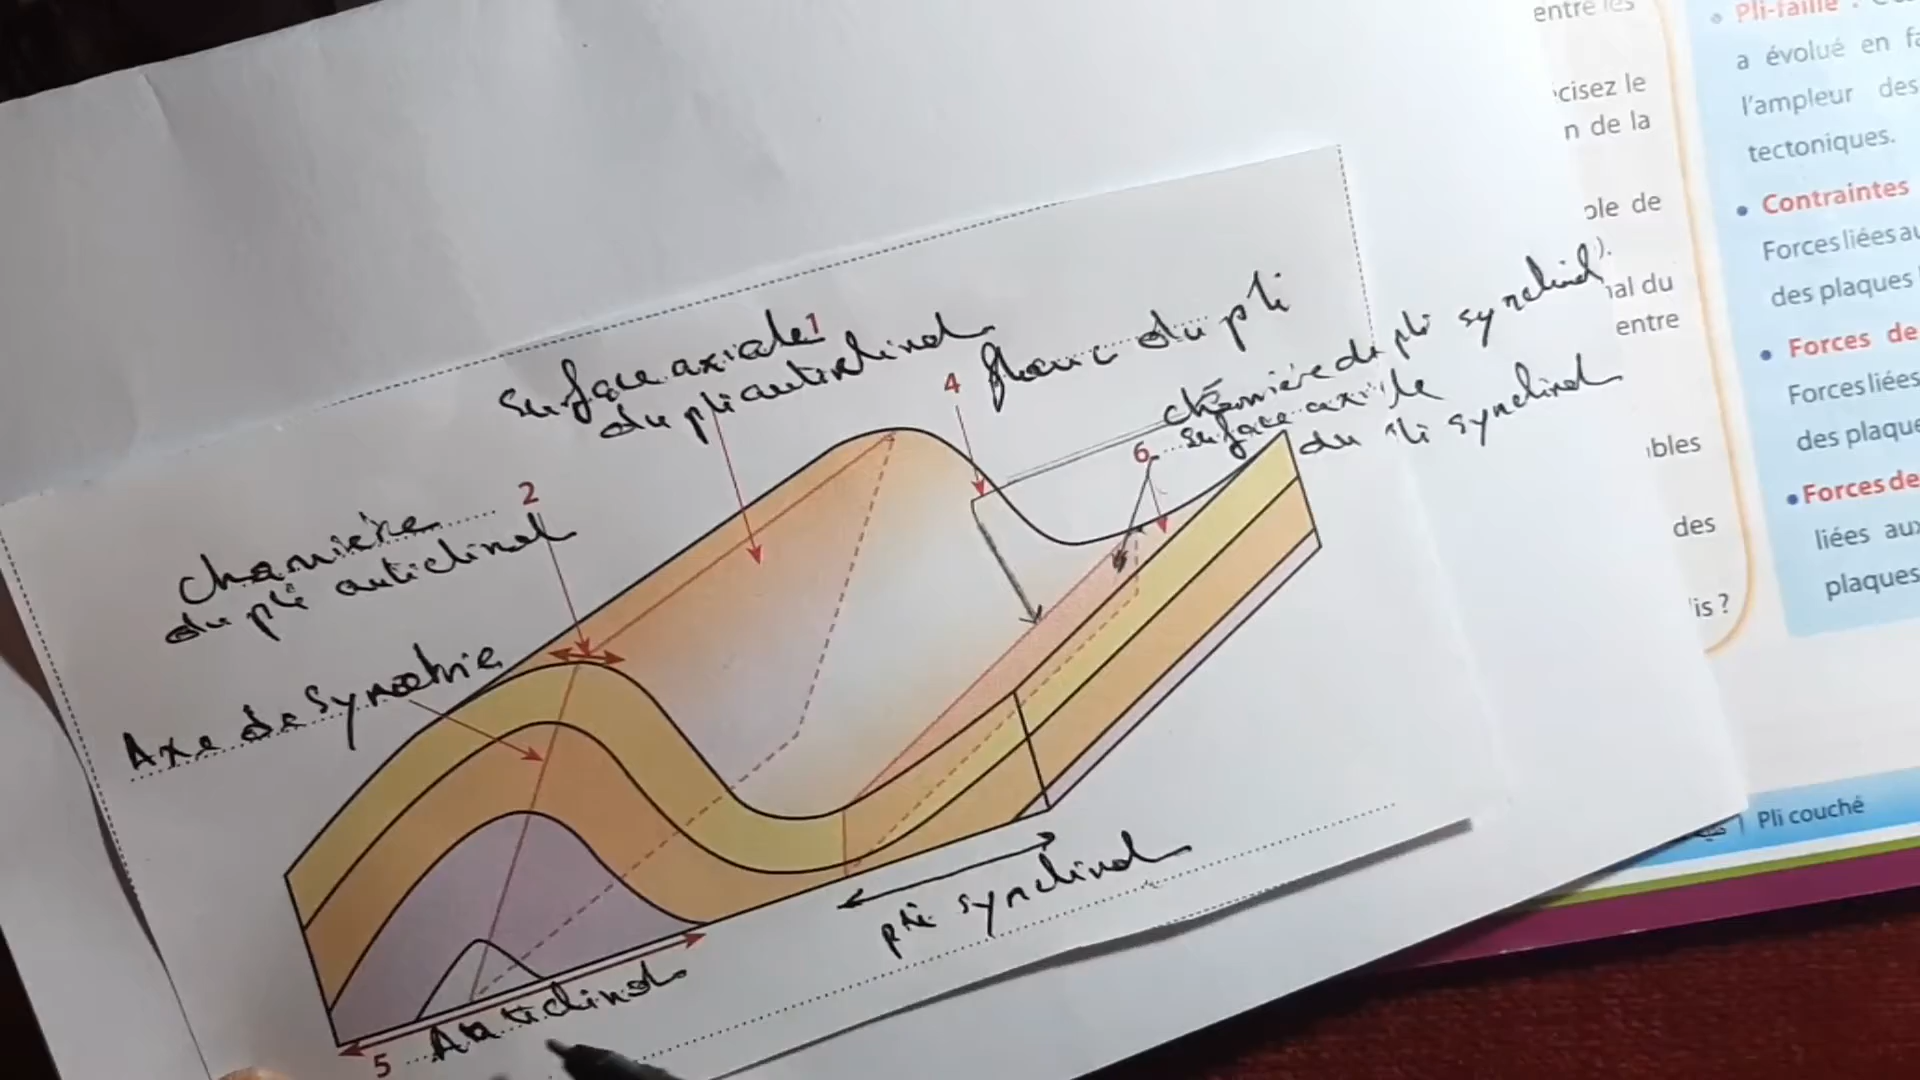 Surface axiale 1
du pli anticlinal
4 flanc du pli
charnière du pli synclinal
6
surface axiale
du pli synclinal
2
charnière
du pli anticlinal
Axe de Symétrie
pli synclinal
5 Anticlinal
entre les
cisez le
n de la
ple de
).
nal du
entre
ibles
des
is ?
• Pli-faille :
a évolué en fa
l'ampleur des
tectoniques.
• Contraintes
Forces liées au
des plaques
• Forces de
Forces liées
des plaque
• Forces de
liées aux
plaques
Pli couché